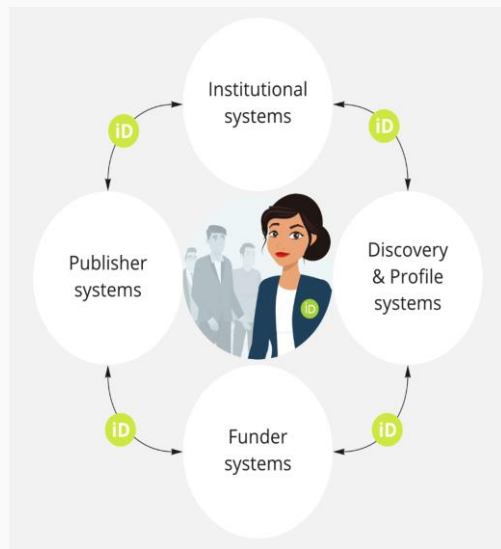 Institutional
systems
iD
iD
Publisher
systems
Discovery
& Profile
systems
iD
iD
iD
Funder
systems